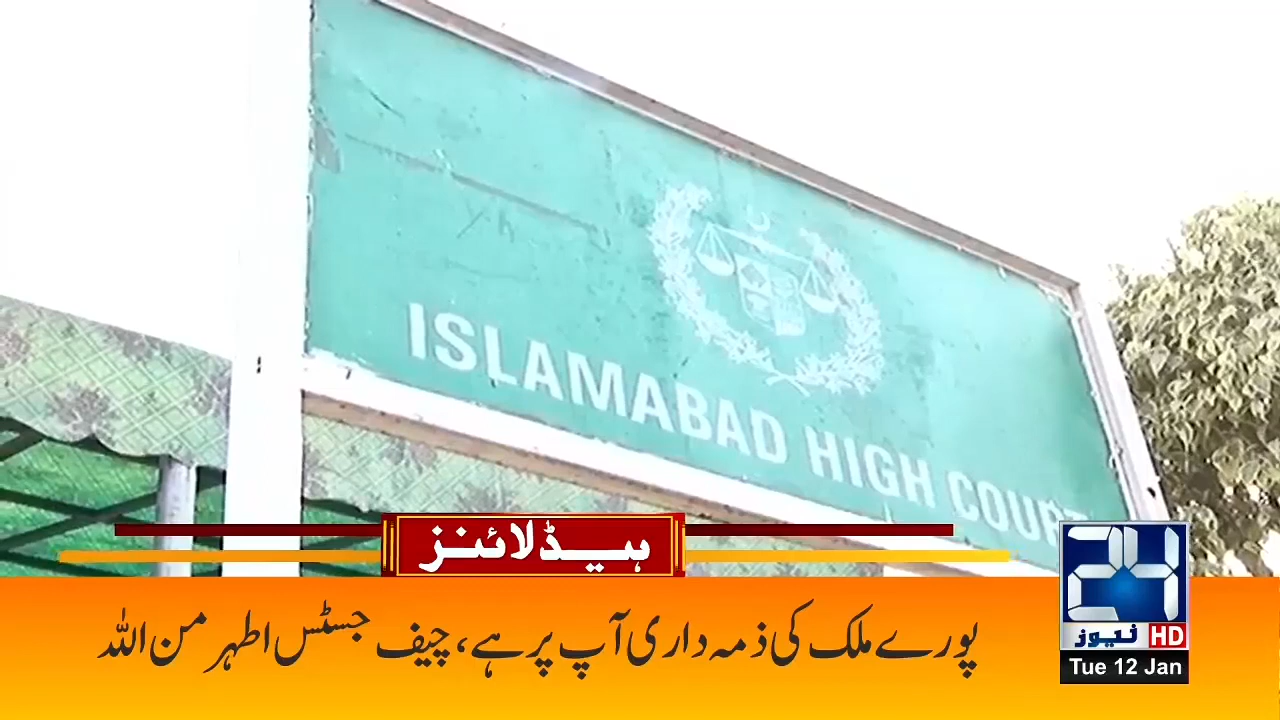 ISLAMABAD HIGH COURT
ہیڈلائنز
پورے ملک کی ذمہ داری آپ پر ہے، چیف جسٹس اطہر من اللہ
24
نیوز HD
Tue 12 Jan